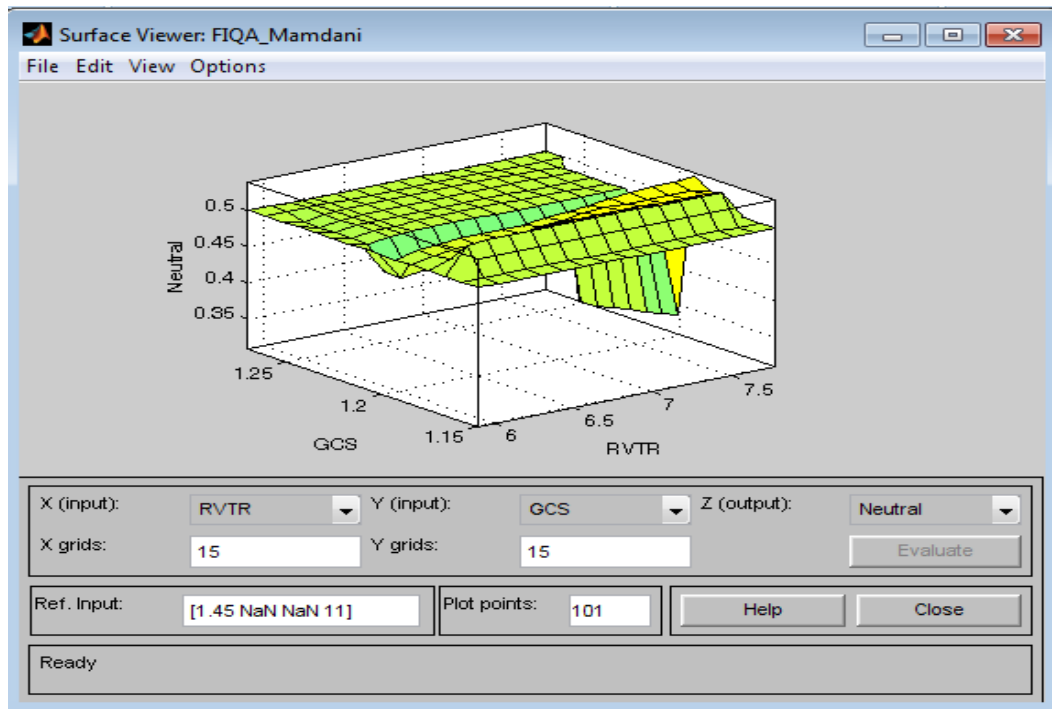 Surface Viewer: FIQA_Mamdani
File Edit View Options
0.5
0.45
0.4
0.35
Neutral
1.25
1.2
1.15
GCS
6
6.5
7
7.5
RVTR
X (input): RVTR Y (input): GCS Z (output): Neutral
X grids: 15 Y grids: 15 Evaluate
Ref. Input: [1.45 NaN NaN 11] Plot points: 101 Help Close
Ready